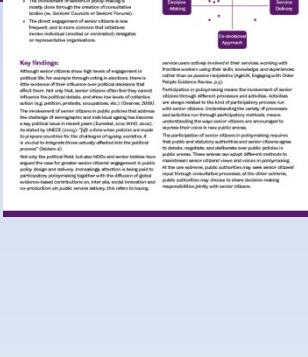 The involvement of seniors in policy-making is
mostly done through the creation of consultative
bodies (ex. Seniors' Councils or Seniors' Forums).
The direct engagement of senior citizens is less
frequent, and is more common that initiatives
involve individual (elected or nominated) delegates
or representative organisations.
Decision
Making
Service
Delivery
Co-decisional
Approach
Key findings:
Although senior citizens show high levels of engagement in
political life, for example through voting in elections, there is
little evidence of their influence over political decisions that
affect them. Not only that, senior citizens often feel they cannot
influence the political debate, and show low levels of collective
action (e.g. petition, protests, occupations, etc.)
Involvement of senior citizens in public policies that address
the challenge of demographic and individual ageing has become
a key political issue in recent years (Eurostat, 2012; WHO, 2002).
As stated by UNECE (2009): "[i]t is time when policies are made
to prepare countries for the challenges of ageing societies, it
is crucial to integrate those actually affected into the political
process"
Not only the political field, but also NGOs and senior lobbies have
argued the case for greater senior citizens' engagement in public
policy design and delivery. Increasingly attention is being paid to
participatory policymaking together with the diffusion of global
evidence-based contributions on, inter alia, social innovation and
co-production in public service delivery, this refers to having
service users actively involved in their services, working with
frontline workers using their skills, knowledge and experiences,
rather than as passive recipients (AgeUK, Engaging with Older
People Evidence Review, p.5).
Participation in policymaking means the involvement of senior
citizens through different processes and activities. Activities
are always related to the kind of participatory process run
with senior citizens. Understanding the variety of processes
and activities run through participatory methods, means
understanding the ways senior citizens are encouraged to
express their voice in new public arenas.
The participation of senior citizens in policymaking requires
that public and statutory authorities and senior citizens agree
to debate, negotiate, and deliberate over public policies in
public arenas. These arenas can adopt different methods to
mainstream senior citizens' views and voices in policymaking.
At the one extreme, public authorities may seek senior citizens'
input through consultative processes; at the other extreme,
public authorities may choose to share decision-making
responsibilities jointly with senior citizens.